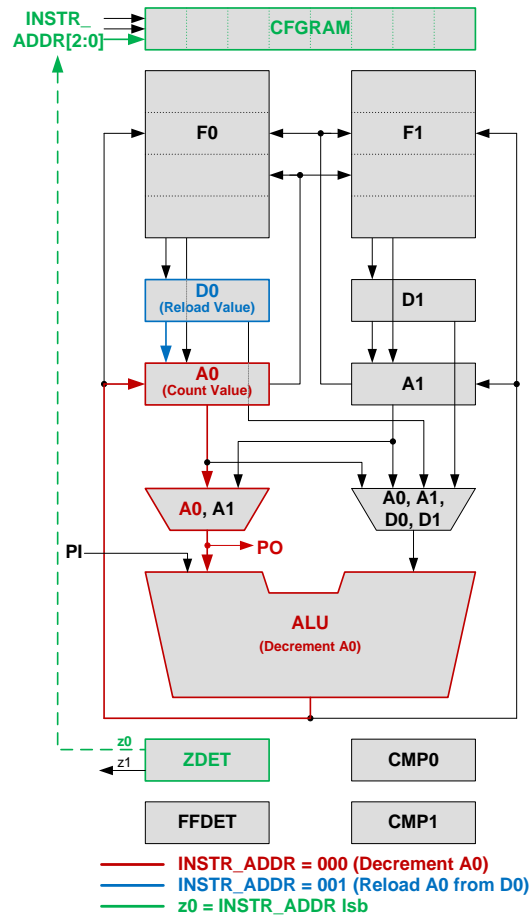 INSTR_
ADDR[2:0]
CFGRAM
F0
F1
D0
(Reload Value)
D1
A0
(Count Value)
A1
A0, A1
A0, A1,
D0, D1
PI
PO
ALU
(Decrement A0)
z0
z1
ZDET
CMP0
FFDET
CMP1
INSTR_ADDR = 000 (Decrement A0)
INSTR_ADDR = 001 (Reload A0 from D0)
z0 = INSTR_ADDR lsb